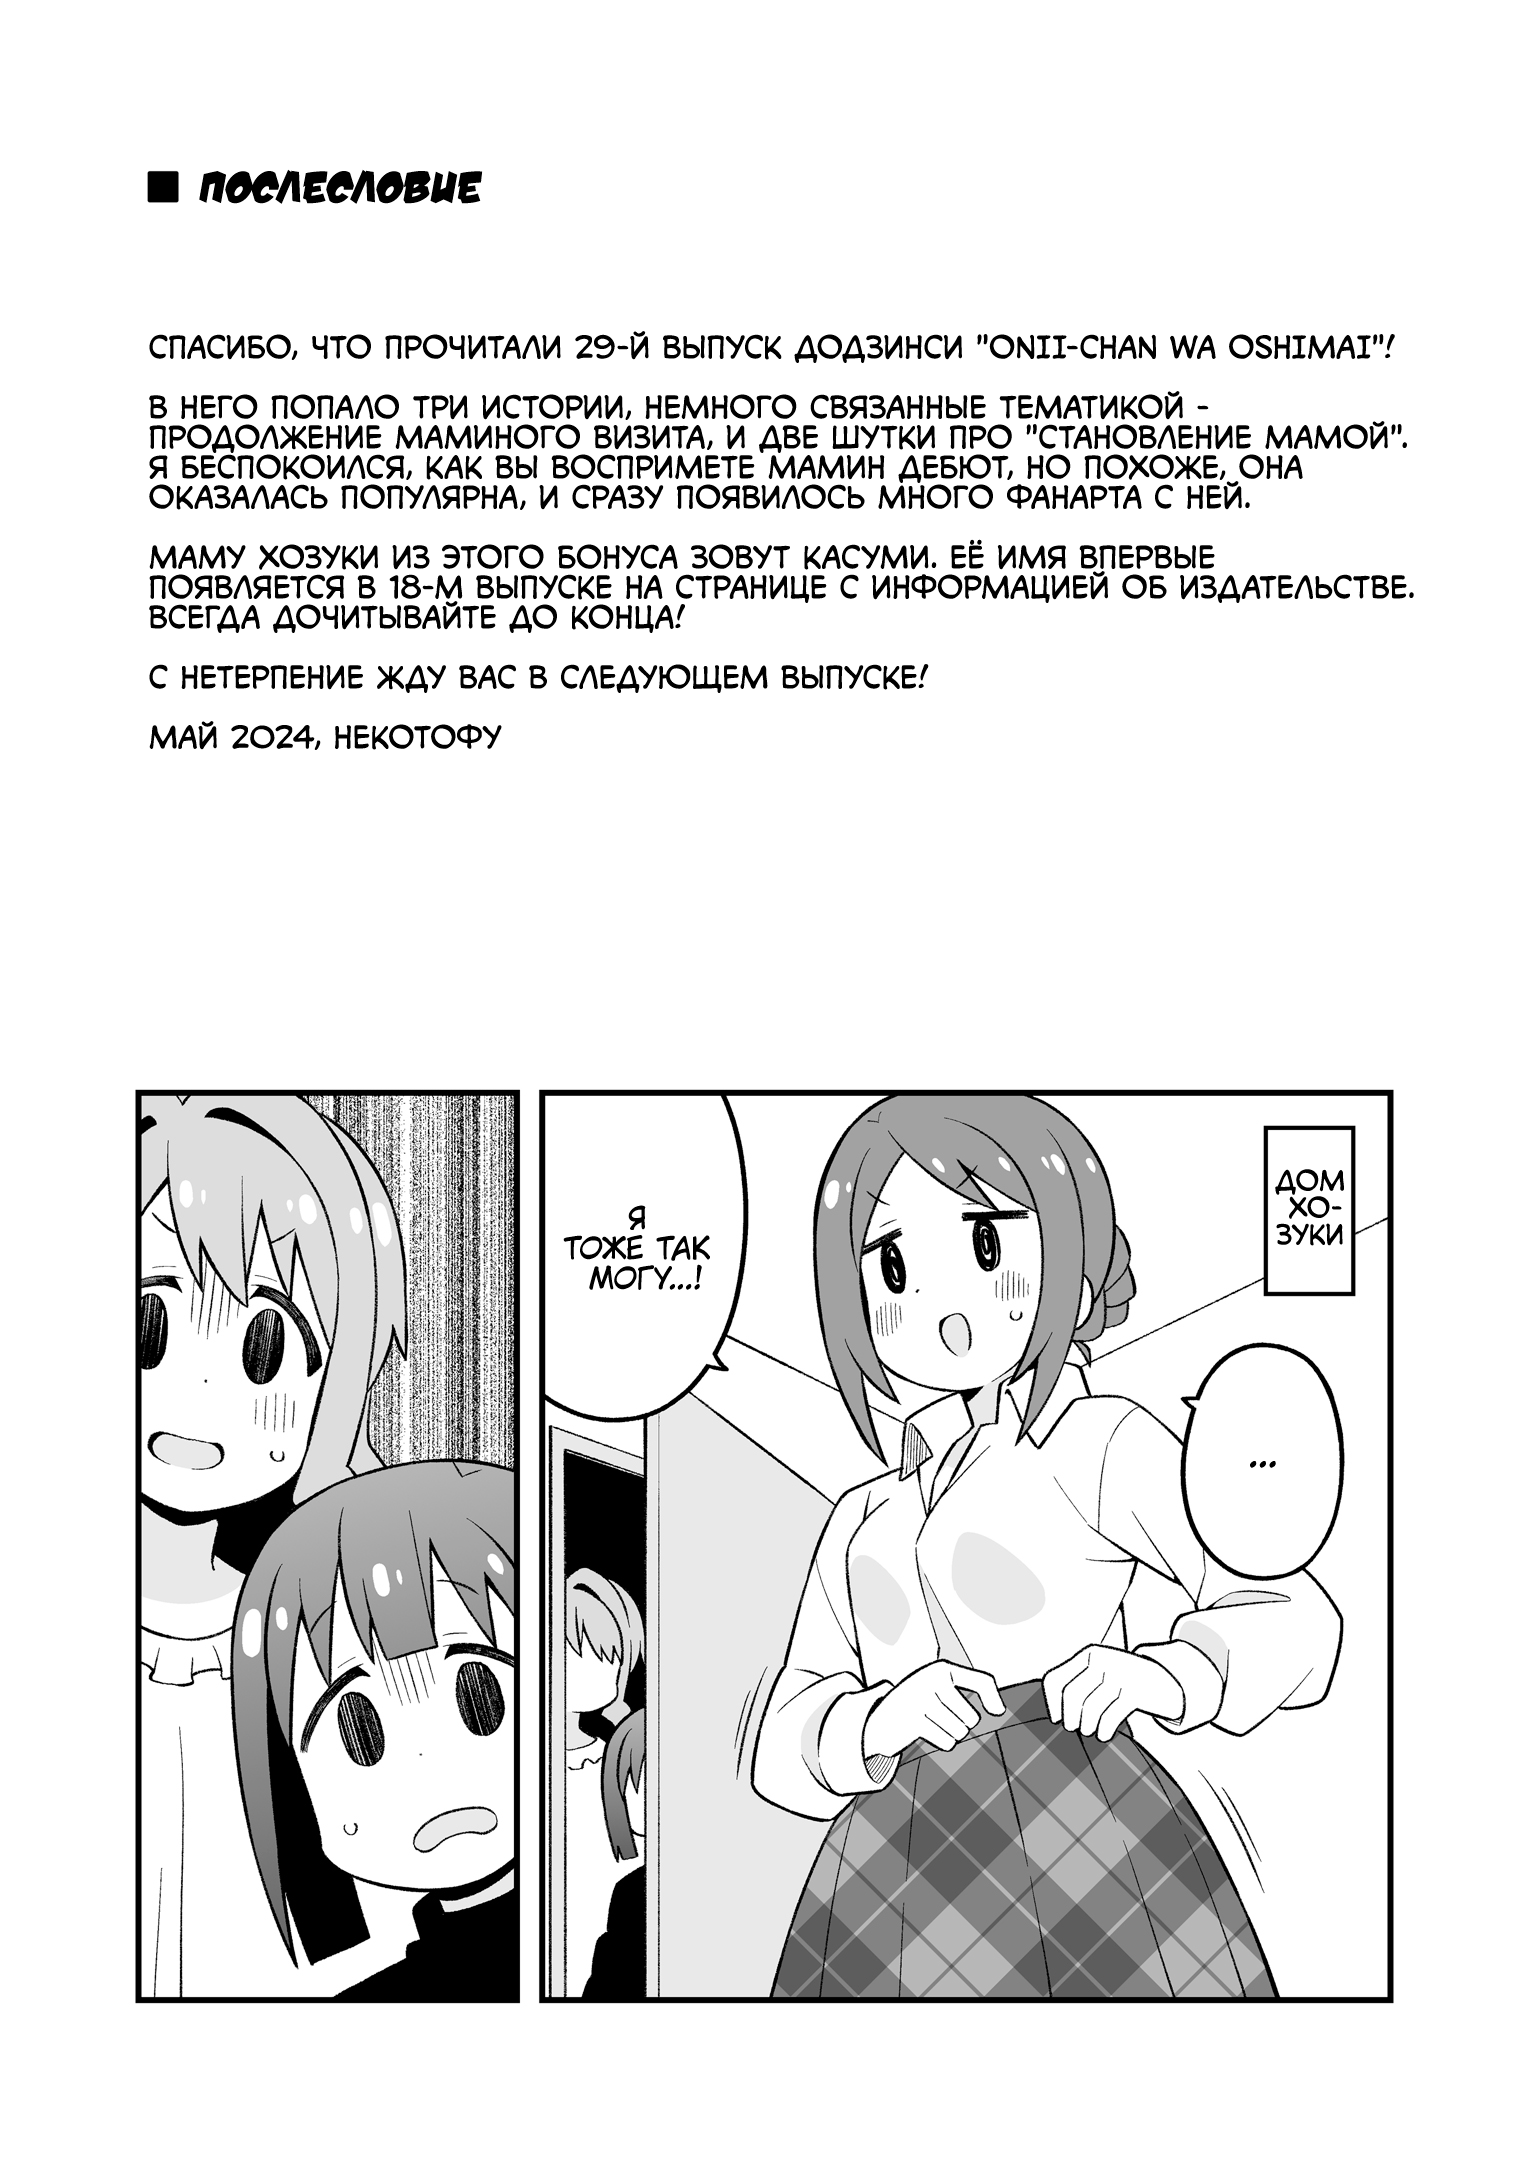 ■ ПОСЛЕСЛОВИЕ
СПАСИБО, ЧТО ПРОЧИТАЛИ 29-Й ВЫПУСК ДОДЗИНСИ "ONII-CHAN WA OSHIMAI"!
В НЕГО ПОПАЛО ТРИ ИСТОРИИ, НЕМНОГО СВЯЗАННЫЕ ТЕМАТИКОЙ -
ПРОДОЛЖЕНИЕ МАМИНОГО ВИЗИТА, И ДВЕ ШУТКИ ПРО "СТАНОВЛЕНИЕ МАМОЙ".
Я БЕСПОКОИЛСЯ, КАК ВЫ ВОСПРИМЕТЕ МАМИН ДЕБЮТ, НО ПОХОЖЕ, ОНА
ОКАЗАЛАСЬ ПОПУЛЯРНА, И СРАЗУ ПОЯВИЛОСЬ МНОГО ФАНАРТА С НЕЙ.
МАМУ ХОЗУКИ ИЗ ЭТОГО БОНУСА ЗОВУТ КАСУМИ. ЕЁ ИМЯ ВПЕРВЫЕ
ПОЯВЛЯЕТСЯ В 18-М ВЫПУСКЕ НА СТРАНИЦЕ С ИНФОРМАЦИЕЙ ОБ ИЗДАТЕЛЬСТВЕ.
ВСЕГДА ДОЧИТЫВАЙТЕ ДО КОНЦА!
С НЕТЕРПЕНИЕ ЖДУ ВАС В СЛЕДУЮЩЕМ ВЫПУСКЕ!
МАЙ 2024, НЕКОТОФУ
ДОМ
ХО-
ЗУКИ
...
Я
ТОЖЕ ТАК
МОГУ...!